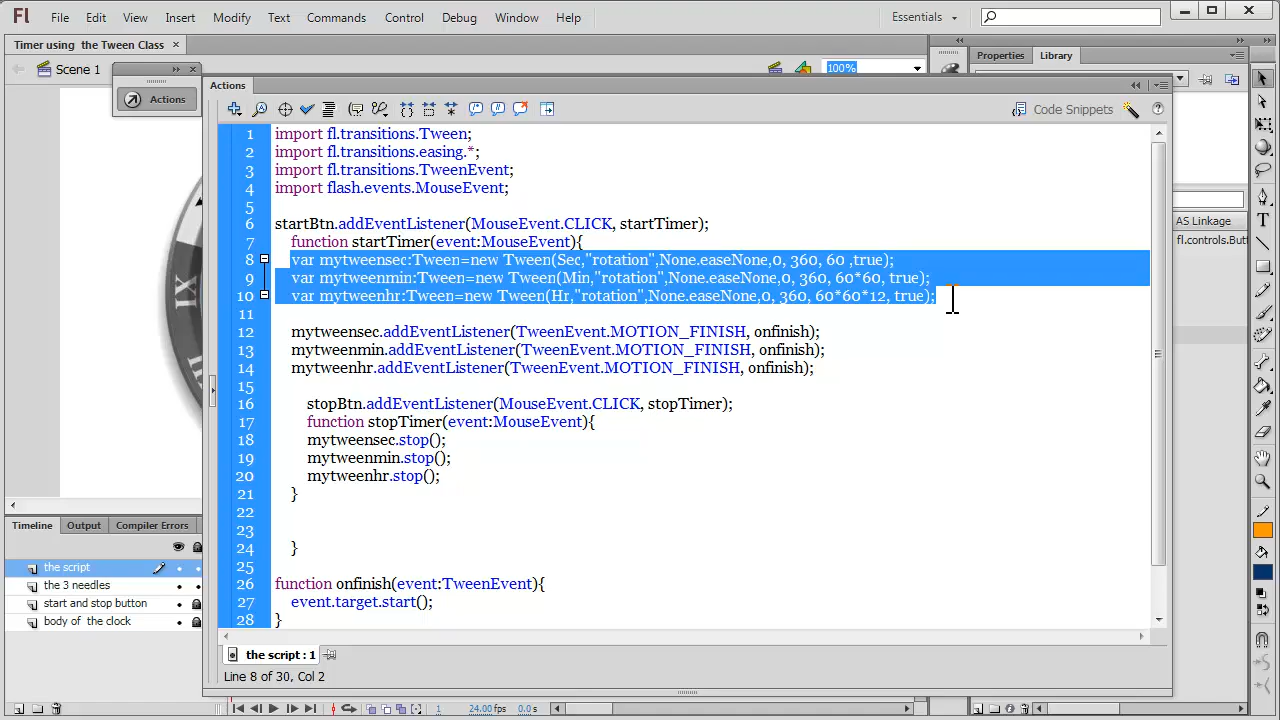 Fl File Edit View Insert Modify Text Commands Control Debug Window Help Essentials
Timer using the Tween Class ×
Properties Library
Scene 1
100%
Actions
Actions
Code Snippets
1 import fl.transitions.Tween;
2 import fl.transitions.easing.*;
3 import fl.transitions.TweenEvent;
4 import flash.events.MouseEvent;
5
6 startBtn.addEventListener(MouseEvent.CLICK, startTimer);
7 function startTimer(event:MouseEvent){
8 var mytweensec:Tween=new Tween(Sec,"rotation",None.easeNone,0, 360, 60 ,true);
9 var mytweenmin:Tween=new Tween(Min,"rotation",None.easeNone,0, 360, 60*60, true);
10 var mytweenhr:Tween=new Tween(Hr,"rotation",None.easeNone,0, 360, 60*60*12, true);
11
12 mytweensec.addEventListener(TweenEvent.MOTION_FINISH, onfinish);
13 mytweenmin.addEventListener(TweenEvent.MOTION_FINISH, onfinish);
14 mytweenhr.addEventListener(TweenEvent.MOTION_FINISH, onfinish);
15
16 stopBtn.addEventListener(MouseEvent.CLICK, stopTimer);
17 function stopTimer(event:MouseEvent){
18 mytweensec.stop();
19 mytweenmin.stop();
20 mytweenhr.stop();
21 }
22
23
24 }
25
26 function onfinish(event:TweenEvent){
27 event.target.start();
28 }
AS Linkage
fl.controls.Butt
XI
Timeline Output Compiler Errors
the script
the 3 needles
start and stop button
body of the clock
the script : 1
Line 8 of 30, Col 2
1 24.00 fps 0.0 s